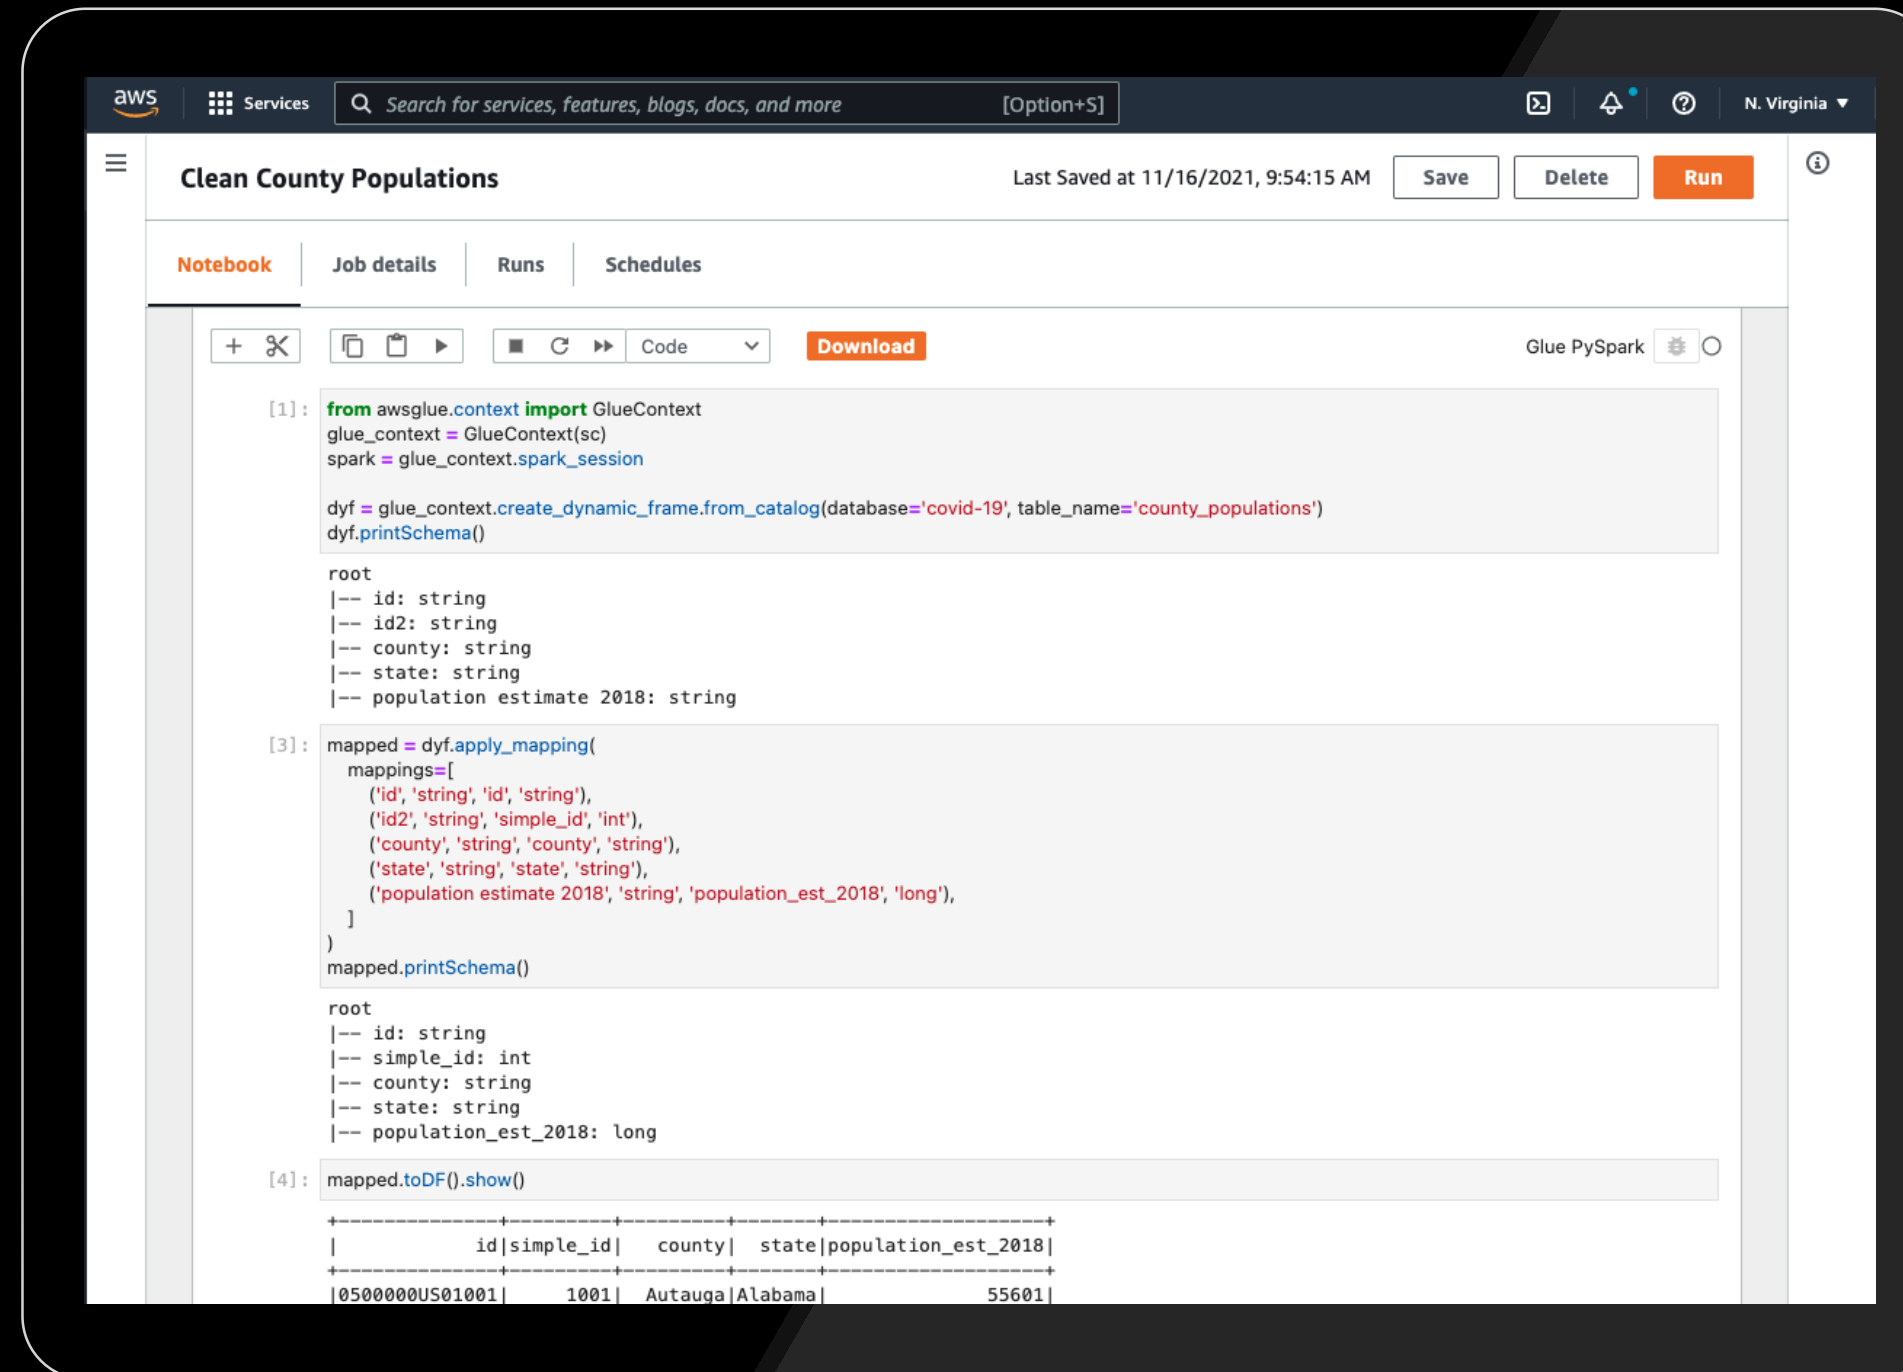 aws Services Search for services, features, blogs, docs, and more [Option+S] N. Virginia ▼
Clean County Populations Last Saved at 11/16/2021, 9:54:15 AM Save Delete Run
Notebook Job details Runs Schedules
Code Download Glue PySpark
[1]: from awsglue.context import GlueContext
glue_context = GlueContext(sc)
spark = glue_context.spark_session
dyf = glue_context.create_dynamic_frame.from_catalog(database='covid-19', table_name='county_populations')
dyf.printSchema()
root
|-- id: string
|-- id2: string
|-- county: string
|-- state: string
|-- population estimate 2018: string
[3]: mapped = dyf.apply_mapping(
mappings=[
('id', 'string', 'id', 'string'),
('id2', 'string', 'simple_id', 'int'),
('county', 'string', 'county', 'string'),
('state', 'string', 'state', 'string'),
('population estimate 2018', 'string', 'population_est_2018', 'long'),
]
)
mapped.printSchema()
root
|-- id: string
|-- simple_id: int
|-- county: string
|-- state: string
|-- population_est_2018: long
[4]: mapped.toDF().show()
+--------------+---------+---------+-------+-------------------+
|            id|simple_id|   county|  state|population_est_2018|
+--------------+---------+---------+-------+-------------------+
|0500000US01001|     1001|  Autauga|Alabama|              55601|